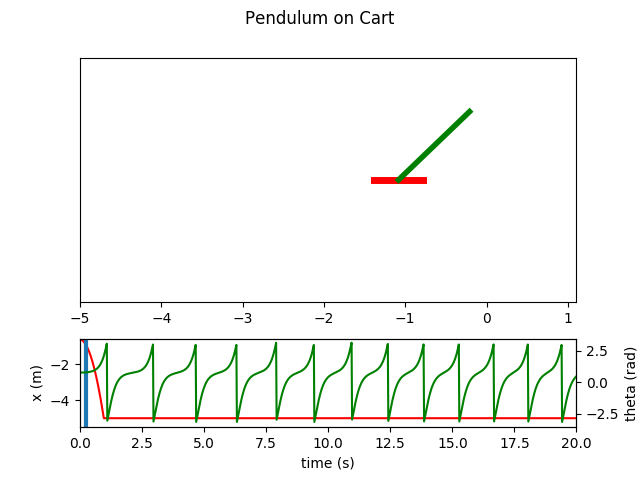 Pendulum on Cart
−5 −4 −3 −2 −1 0 1
−2
−4
x (m)
2.5
0.0
−2.5
theta (rad)
0.0 2.5 5.0 7.5 10.0 12.5 15.0 17.5 20.0
time (s)